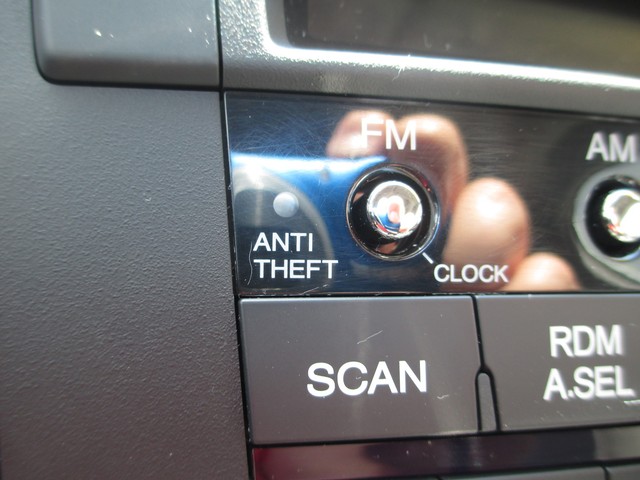 FM
AM
ANTI
THEFT
CLOCK
SCAN
RDM
A.SEL